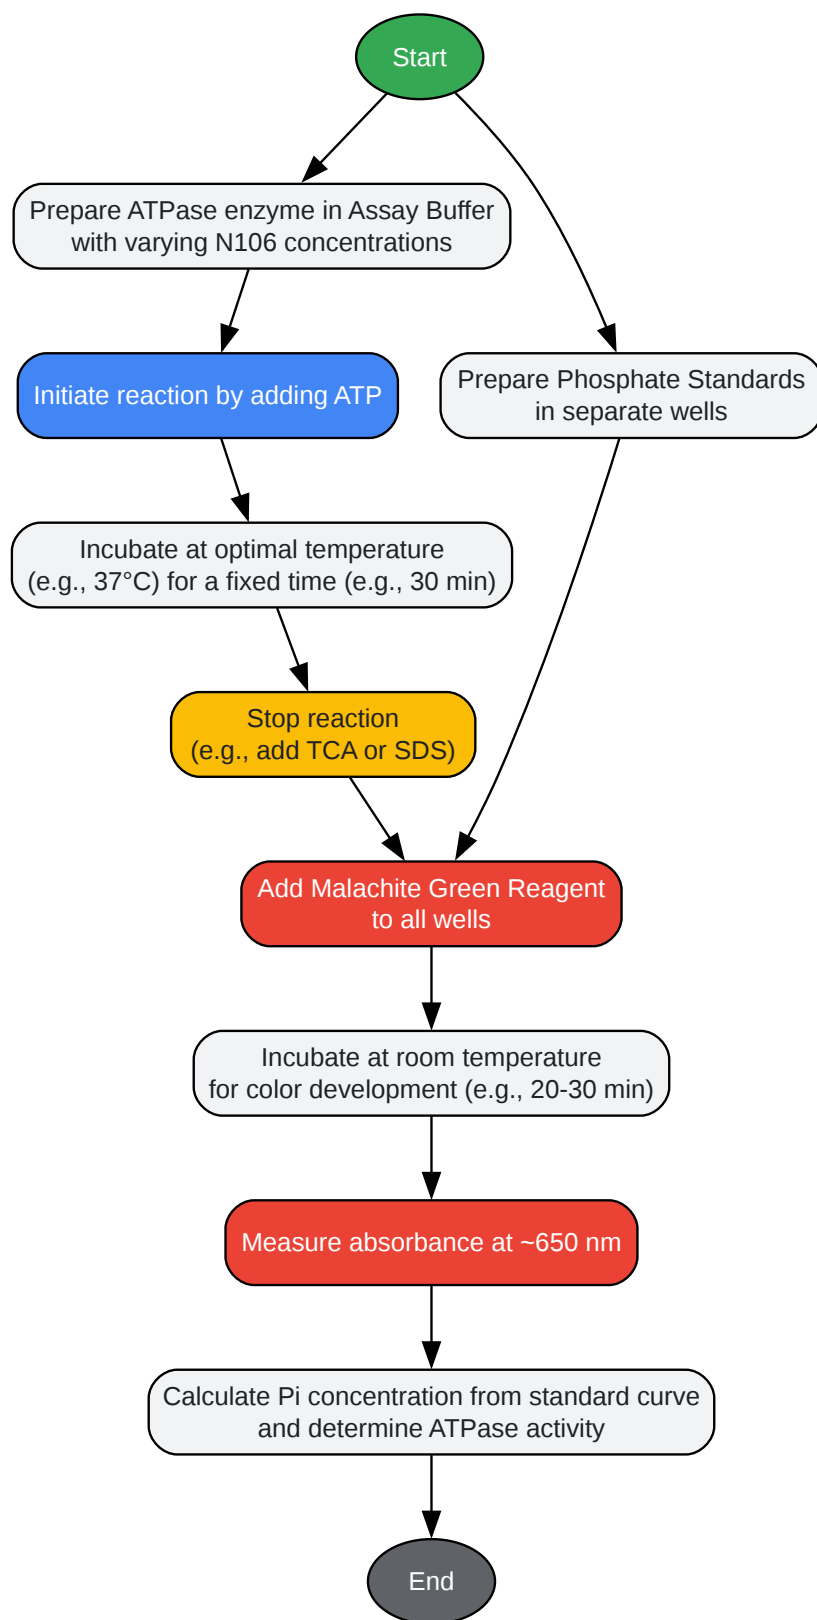 Start
Prepare ATPase enzyme in Assay Buffer
with varying N106 concentrations
Initiate reaction by adding ATP
Prepare Phosphate Standards
in separate wells
Incubate at optimal temperature
(e.g., 37°C) for a fixed time (e.g., 30 min)
Stop reaction
(e.g., add TCA or SDS)
Add Malachite Green Reagent
to all wells
Incubate at room temperature
for color development (e.g., 20-30 min)
Measure absorbance at ~650 nm
Calculate Pi concentration from standard curve
and determine ATPase activity
End